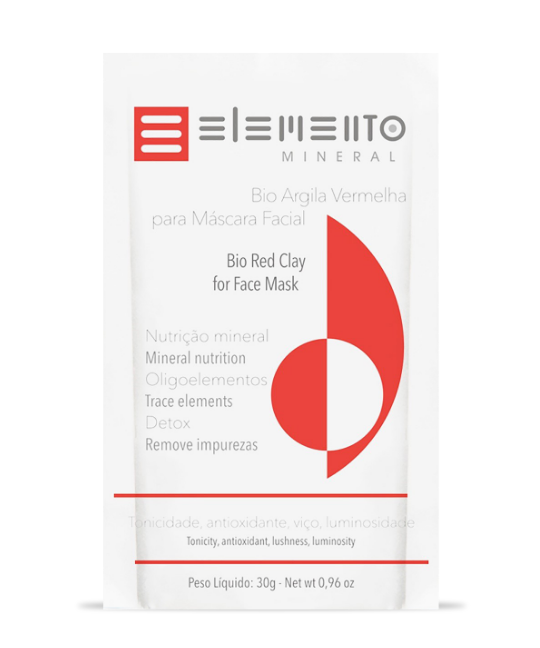 elemento
MINERAL
Bio Argila Vermelha
para Máscara Facial
Bio Red Clay
for Face Mask
Nutrição mineral
Mineral nutrition
Oligoelementos
Trace elements
Detox
Remove impurezas
Tonicidade, antioxidante, viço, luminosidade
Tonicity, antioxidant, lushness, luminosity
Peso Líquido: 30g - Net wt 0,96 oz